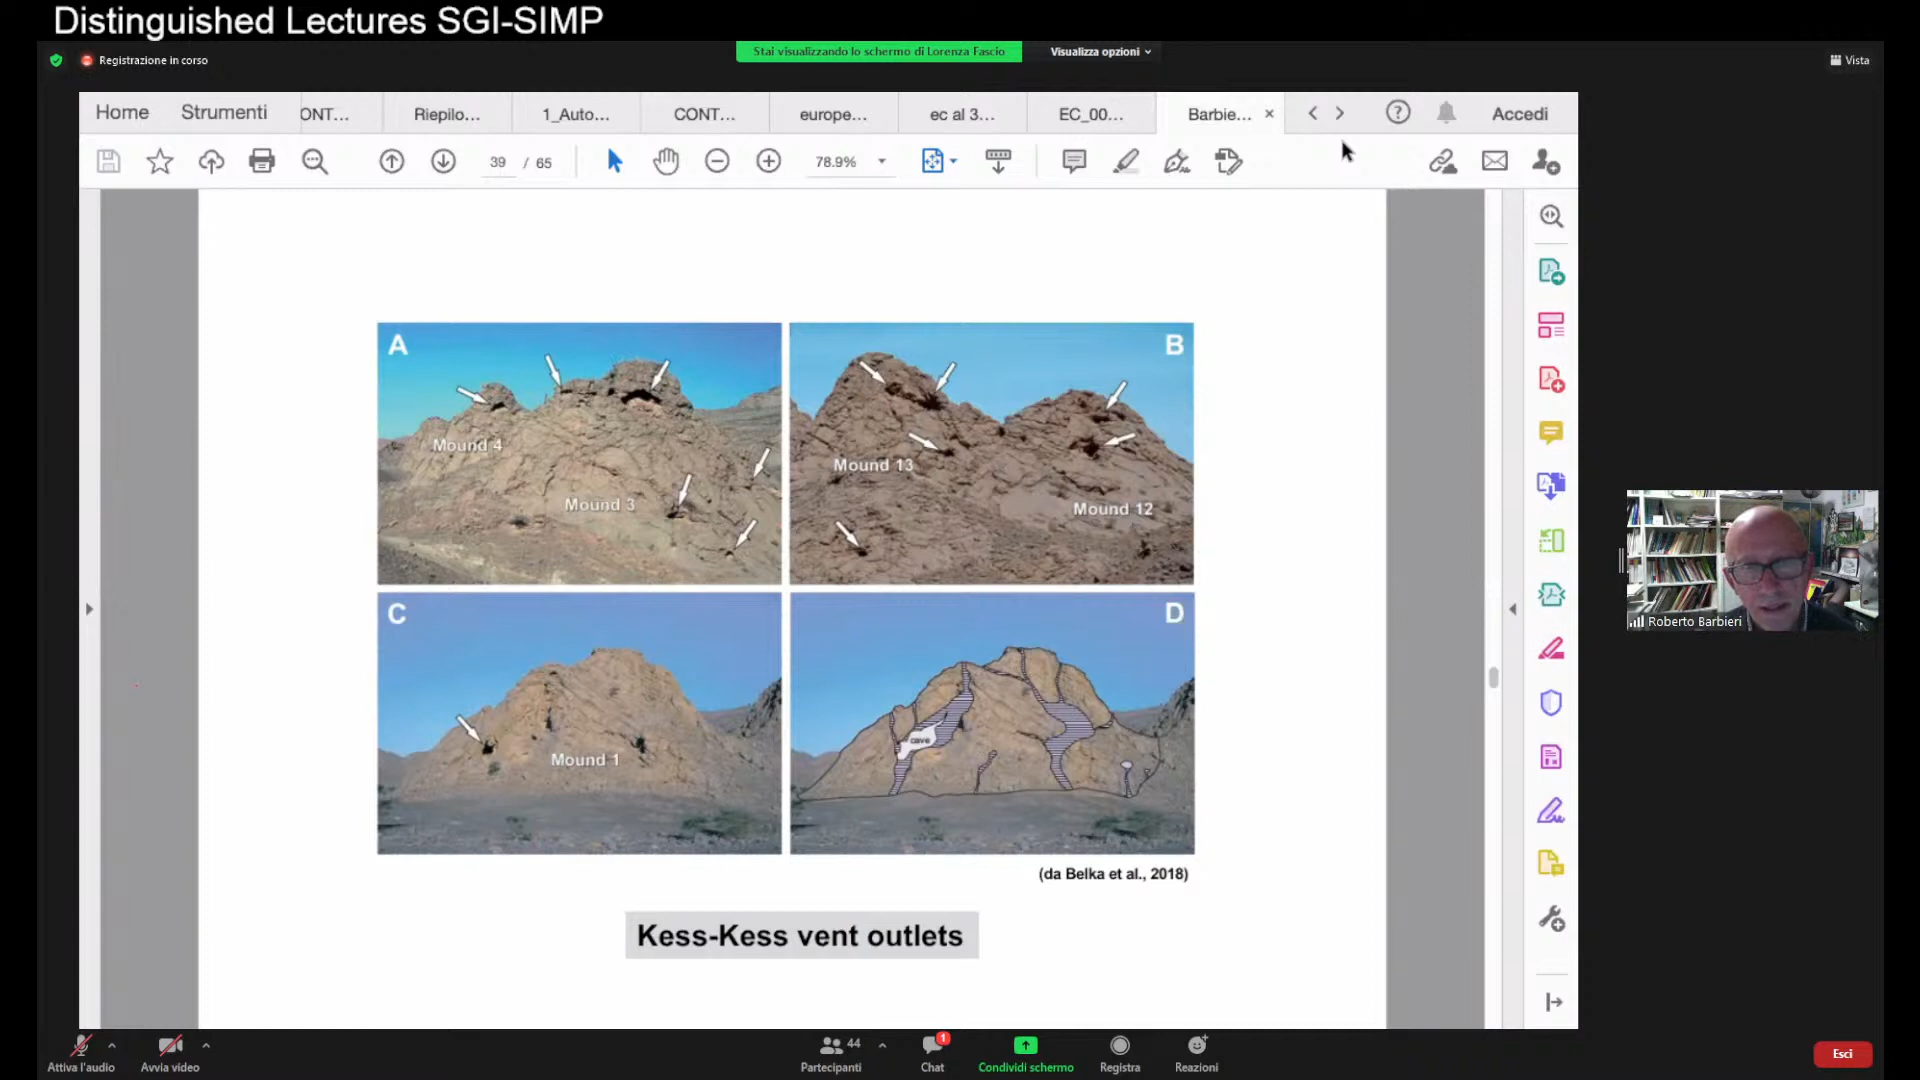 Distinguished Lectures SGI-SIMP
Stai visualizzando lo schermo di Lorenza Fascio
Visualizza opzioni
Registrazione in corso
Vista
Home
Strumenti
ONT...
Riepilo...
1_Auto...
CONT...
europe...
ec al 3...
EC_00...
Barbie...
Accedi
39 / 65
78.9%
A
Mound 4
Mound 3
B
Mound 13
Mound 12
C
Mound 1
D
cave
(da Belka et al., 2018)
Kess-Kess vent outlets
Roberto Barbieri
Attiva l'audio
Avvia video
44
Partecipanti
1
Chat
Condividi schermo
Registra
Reazioni
Esci